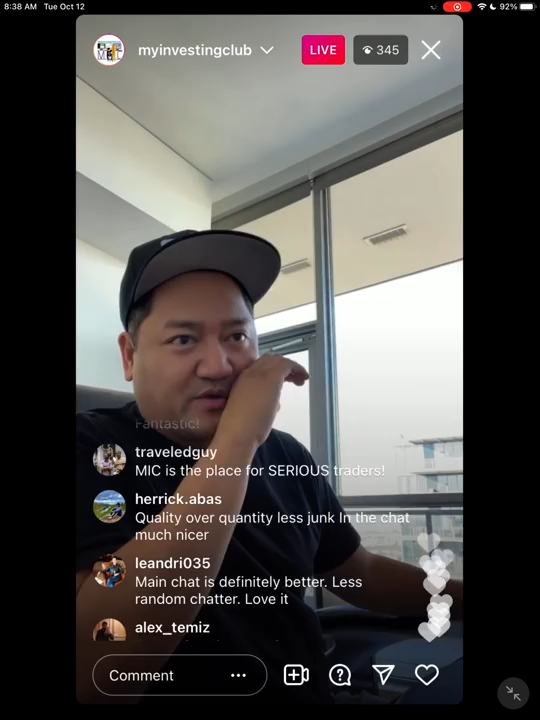 8:38 AM Tue Oct 12
92%
myinvestingclub
LIVE
345
Fantastic!
traveledguy
MIC is the place for SERIOUS traders!
herrick.abas
Quality over quantity less junk In the chat
much nicer
leandri035
Main chat is definitely better. Less
random chatter. Love it
alex_temiz
Comment